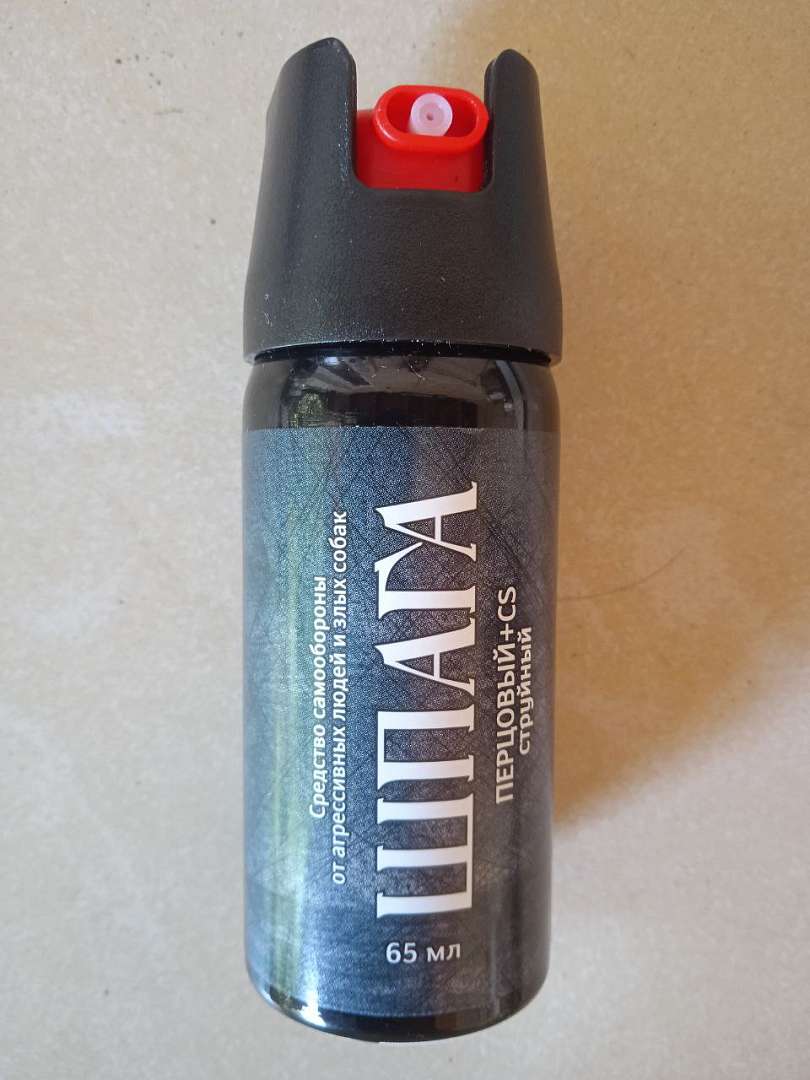 Средство самообороны
от агрессивных людей и злых собак
ШПАГА
ПЕРЦОВЫЙ+CS
струйный
65 мл